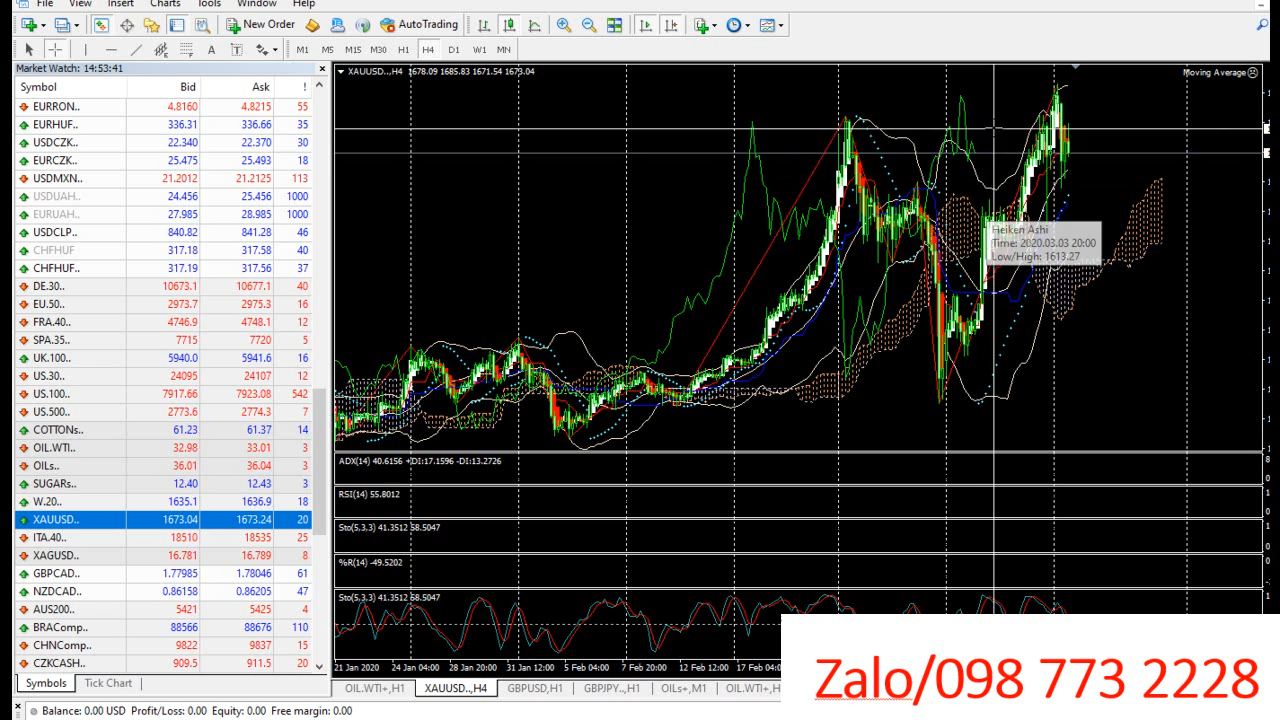 File View Insert Charts Tools Window Help
New Order AutoTrading
A T M1 M5 M15 M30 H1 H4 D1 W1 MN
Market Watch: 14:53:41
Symbol Bid Ask !
EURRON.. 4.8160 4.8215 55
EURHUF.. 336.31 336.66 35
USDCZK.. 22.340 22.370 30
EURCZK.. 25.475 25.493 18
USDMXN.. 21.2012 21.2125 113
USDUAH.. 24.456 25.456 1000
EURUAH.. 27.985 28.985 1000
USDCLP.. 840.82 841.28 46
CHFHUF 317.18 317.58 40
CHFHUF.. 317.19 317.56 37
DE.30.. 10673.1 10677.1 40
EU.50.. 2973.7 2975.3 16
FRA.40.. 4746.9 4748.1 12
SPA.35.. 7715 7720 5
UK.100.. 5940.0 5941.6 16
US.30.. 24095 24107 12
US.100.. 7917.66 7923.08 542
US.500.. 2773.6 2774.3 7
COTTONs.. 61.23 61.37 14
OIL.WTI.. 32.98 33.01 3
OILs.. 36.01 36.04 3
SUGARs.. 12.40 12.43 3
W.20.. 1635.1 1636.9 18
XAUUSD.. 1673.04 1673.24 20
ITA.40.. 18510 18535 25
XAGUSD.. 16.781 16.789 8
GBPCAD.. 1.77985 1.78046 61
NZDCAD.. 0.86158 0.86205 47
AUS200.. 5421 5425 4
BRAComp.. 88566 88676 110
CHNComp.. 9822 9837 15
CZKCASH.. 909.5 911.5 20
Symbols Tick Chart
XAUUSD..,H4 1678.09 1685.83 1671.54 1673.04
Moving Average
Heiken Ashi
Time: 2020.03.03 20:00
Low/High: 1613.27
ADX(14) 40.6156 +DI:17.1596 -DI:13.2726
RSI(14) 55.8012
Sto(5,3,3) 41.3512 58.5047
%R(14) -49.5202
Sto(5,3,3) 41.3512 58.5047
21 Jan 2020 24 Jan 04:00 28 Jan 20:00 31 Jan 12:00 5 Feb 04:00 7 Feb 20:00 12 Feb 12:00 17 Feb 04:0
OIL.WTI+,H1 XAUUSD..,H4 GBPUSD,H1 GBPJPY..,H1 OILs+,M1 OIL.WTI+,H
Balance: 0.00 USD Profit/Loss: 0.00 Equity: 0.00 Free margin: 0.00
Zalo/098 773 2228